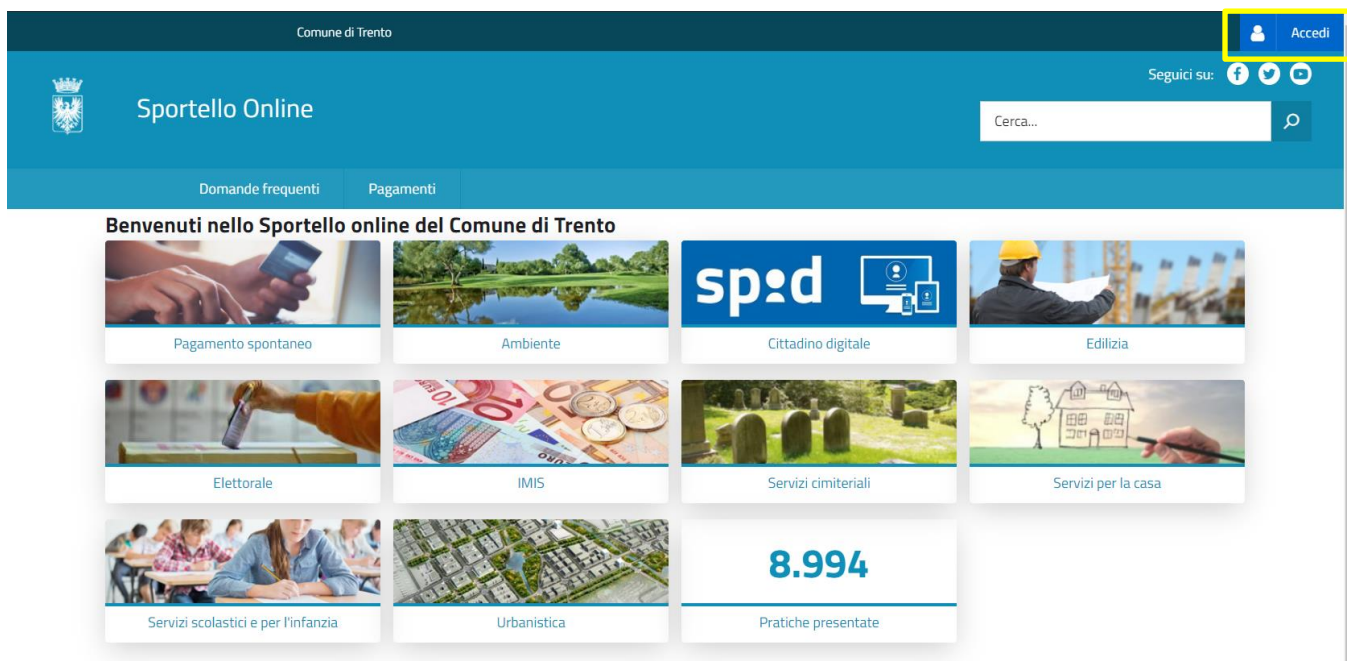 Comune di Trento
Accedi
Seguici su:
Sportello Online
Cerca...
Domande frequenti Pagamenti
Benvenuti nello Sportello online del Comune di Trento
spid
Pagamento spontaneo
Ambiente
Cittadino digitale
Edilizia
Elettorale
IMIS
Servizi cimiteriali
Servizi per la casa
8.994
Servizi scolastici e per l'infanzia
Urbanistica
Pratiche presentate